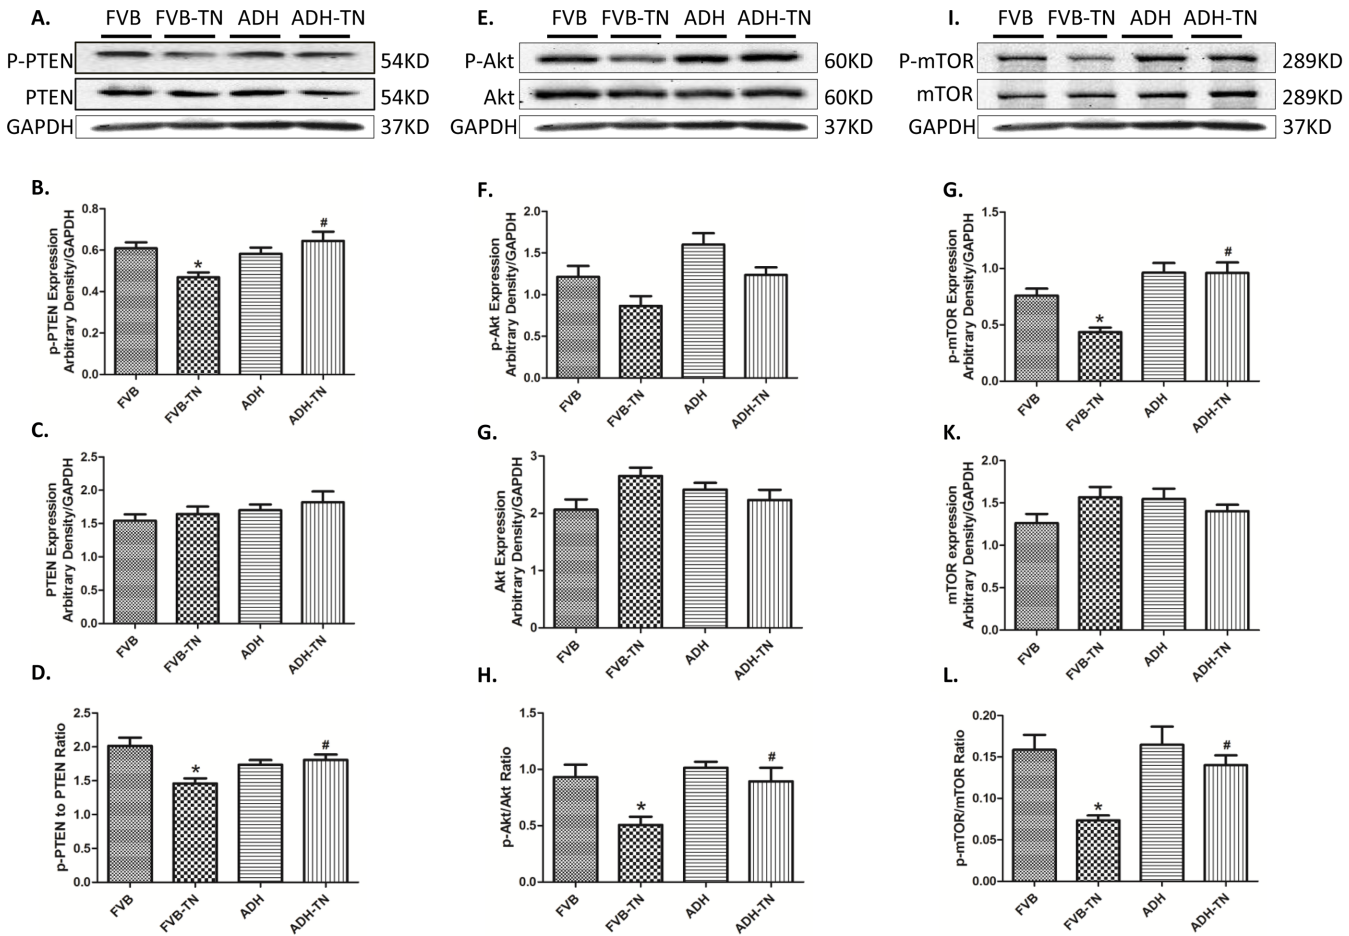 A. FVB FVB-TN ADH ADH-TN
P-PTEN 54KD
PTEN 54KD
GAPDH 37KD
E. FVB FVB-TN ADH ADH-TN
P-Akt 60KD
Akt 60KD
GAPDH 37KD
I. FVB FVB-TN ADH ADH-TN
P-mTOR 289KD
mTOR 289KD
GAPDH 37KD
B.
p-PTEN Expression
Arbitrary Density/GAPDH
0.8
0.6
0.4
0.2
0.0
*
#
FVB
FVB-TN
ADH
ADH-TN
F.
p-Akt Expression
Arbitrary Density/GAPDH
2.0
1.5
1.0
0.5
0.0
FVB
FVB-TN
ADH
ADH-TN
G.
p-mTOR Expression
Arbitrary Density/GAPDH
1.5
1.0
0.5
0.0
*
#
FVB
FVB-TN
ADH
ADH-TN
C.
PTEN Expression
Arbitrary Density/GAPDH
2.5
2.0
1.5
1.0
0.5
0.0
FVB
FVB-TN
ADH
ADH-TN
G.
Akt Expression
Arbitrary Density/GAPDH
3
2
1
0
FVB
FVB-TN
ADH
ADH-TN
K.
mTOR expression
Arbitrary Density/GAPDH
2.0
1.5
1.0
0.5
0.0
FVB
FVB-TN
ADH
ADH-TN
D.
p-PTEN to PTEN Ratio
2.5
2.0
1.5
1.0
0.5
0.0
*
#
FVB
FVB-TN
ADH
ADH-TN
H.
p-Akt/Akt Ratio
1.5
1.0
0.5
0.0
*
#
FVB
FVB-TN
ADH
ADH-TN
L.
p-mTOR/mTOR Ratio
0.20
0.15
0.10
0.05
0.00
*
#
FVB
FVB-TN
ADH
ADH-TN